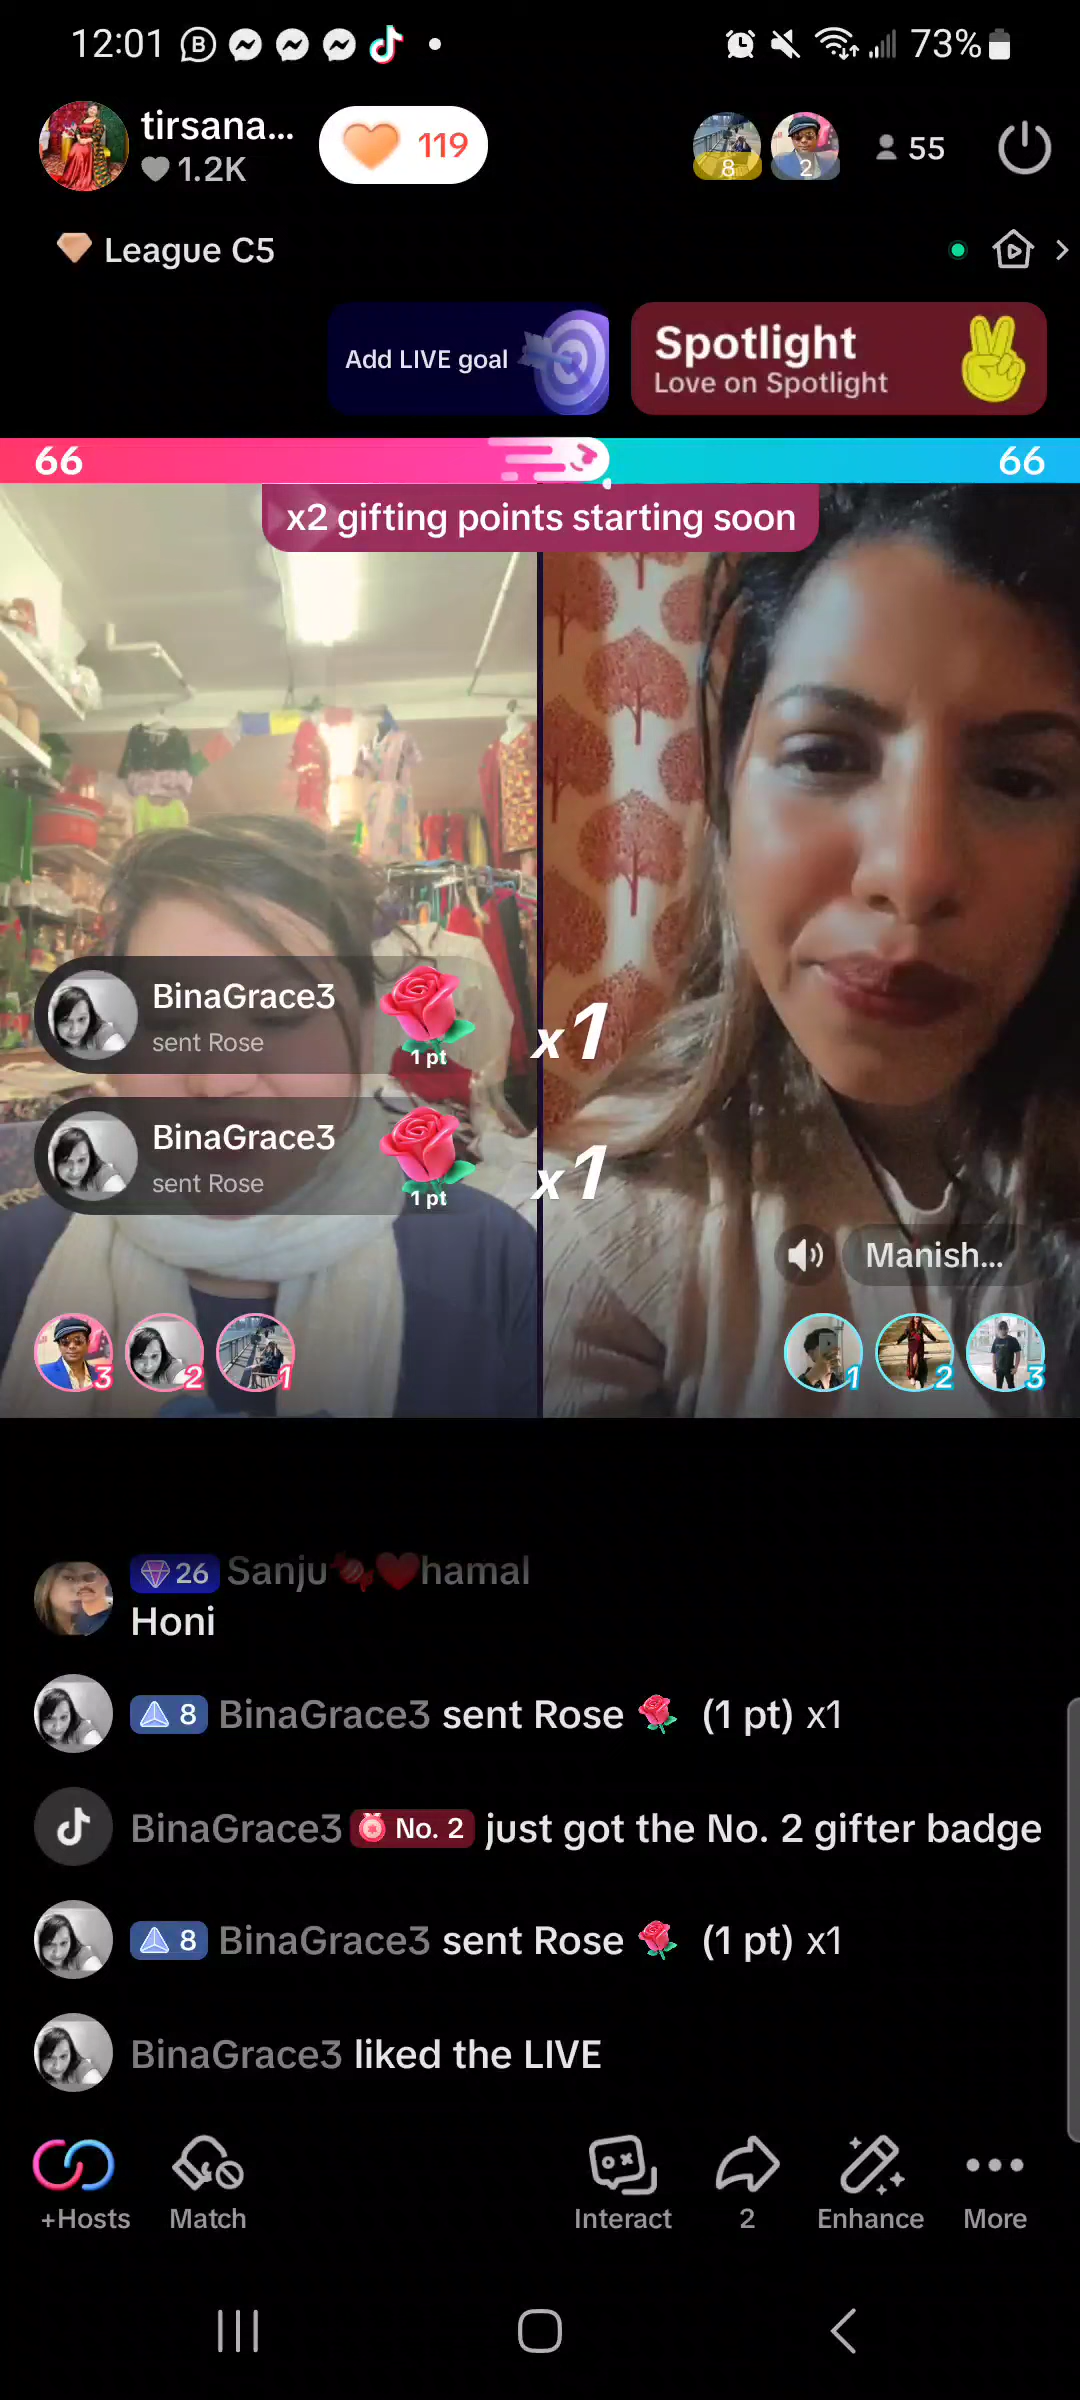 12:01
73%
tirsana...
1.2K
119
8
2
55
League C5
Add LIVE goal
Spotlight
Love on Spotlight
66
66
x2 gifting points starting soon
BinaGrace3
sent Rose
1 pt
x1
BinaGrace3
sent Rose
1 pt
x1
Manish...
3
2
1
1
2
3
26 Sanju🍬❤️hamal
Honi
8 BinaGrace3 sent Rose 🌹 (1 pt) x1
BinaGrace3 No. 2 just got the No. 2 gifter badge
8 BinaGrace3 sent Rose 🌹 (1 pt) x1
BinaGrace3 liked the LIVE
+Hosts
Match
Interact
2
Enhance
More